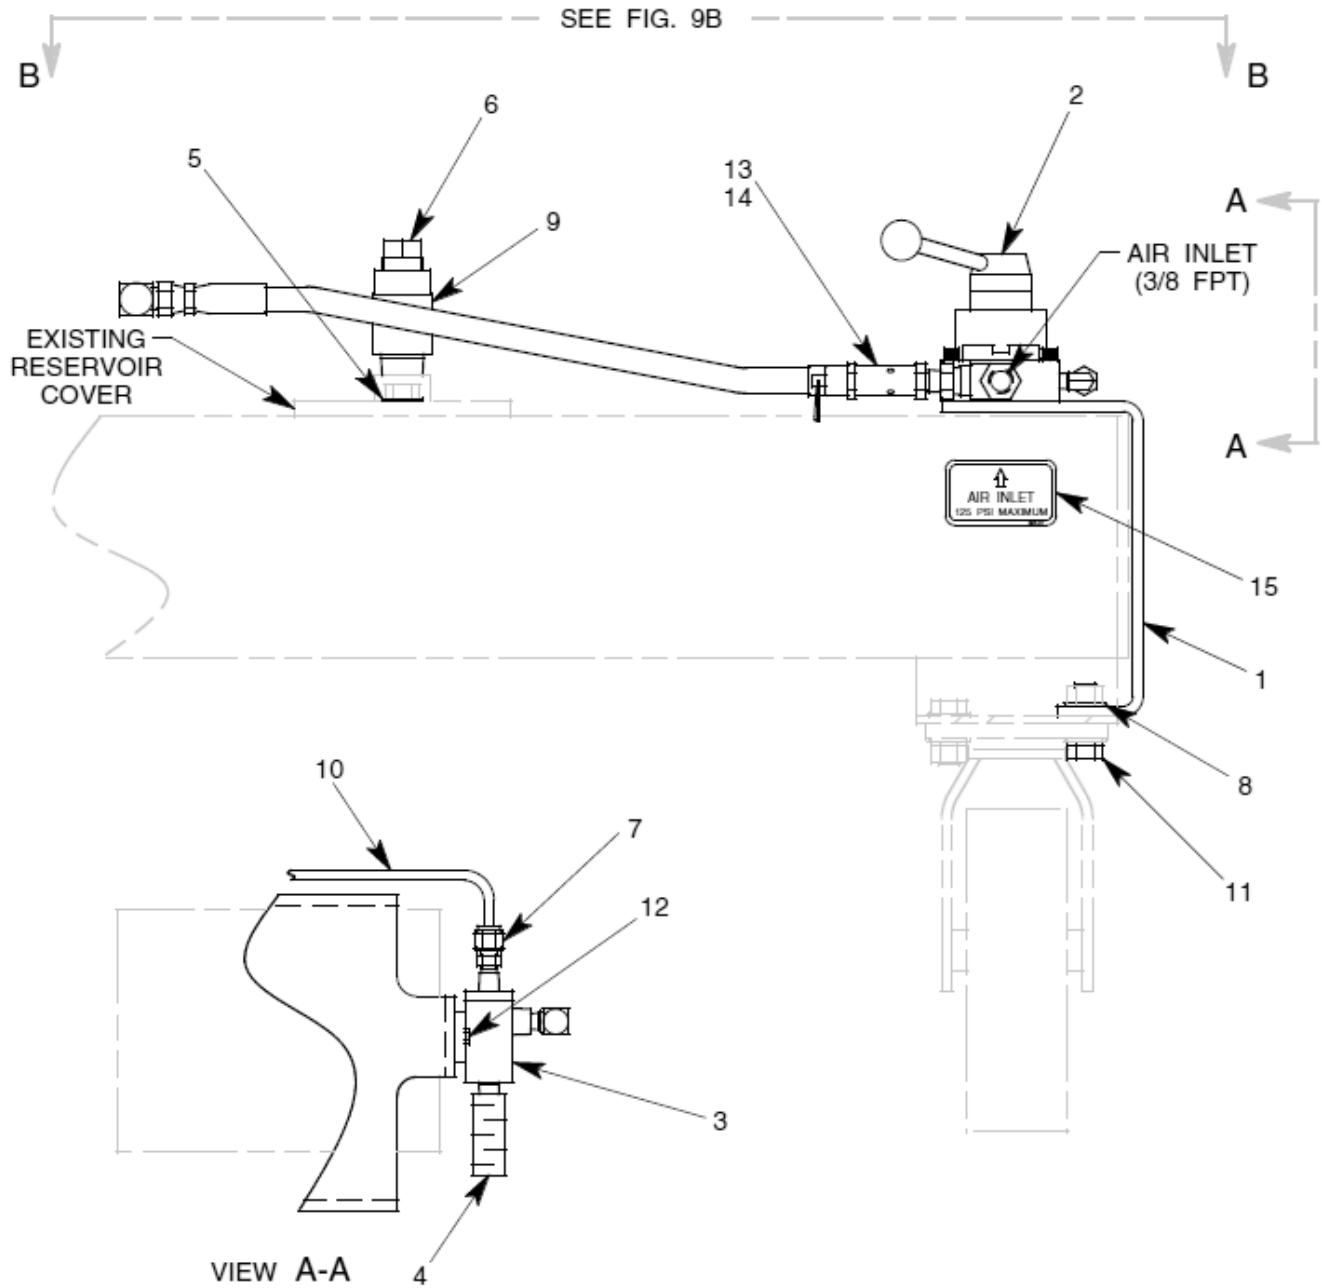 SEE FIG. 9B
B
B
6
2
5
13
14
9
A
AIR INLET
(3/8 FPT)
EXISTING
RESERVOIR
COVER
A
AIR INLET
125 PSI MAXIMUM
15
1
10
8
7
12
11
3
4
VIEW A-A